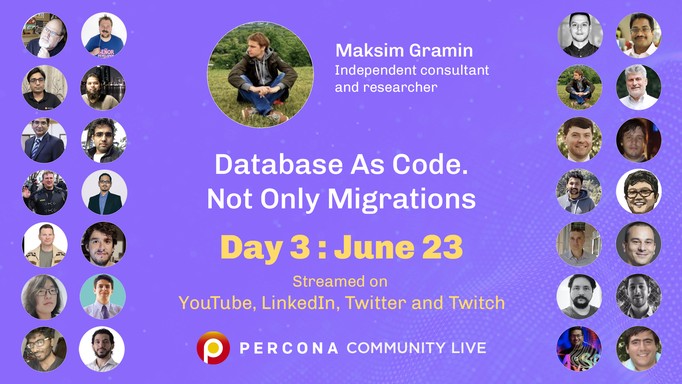 Maksim Gramin
Independent consultant
and researcher
Database As Code.
Not Only Migrations
Day 3 : June 23
Streamed on
YouTube, LinkedIn, Twitter and Twitch
PERCONA COMMUNITY LIVE